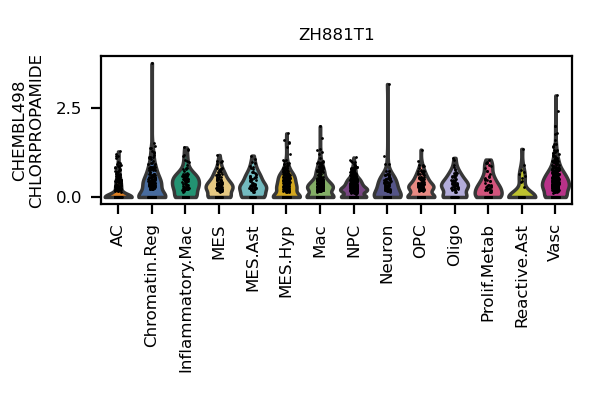 ZH881T1
CHEMBL498
CHLORPROPAMIDE
2.5
0.0
AC
Chromatin.Reg
Inflammatory.Mac
MES
MES.Ast
MES.Hyp
Mac
NPC
Neuron
OPC
Oligo
Prolif.Metab
Reactive.Ast
Vasc